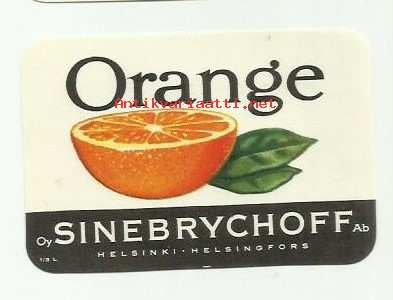 Orange
Antikvariaatti.net
Oy SINEBRYCHOFF Ab
HELSINKI · HELSINGFORS
1/3 L